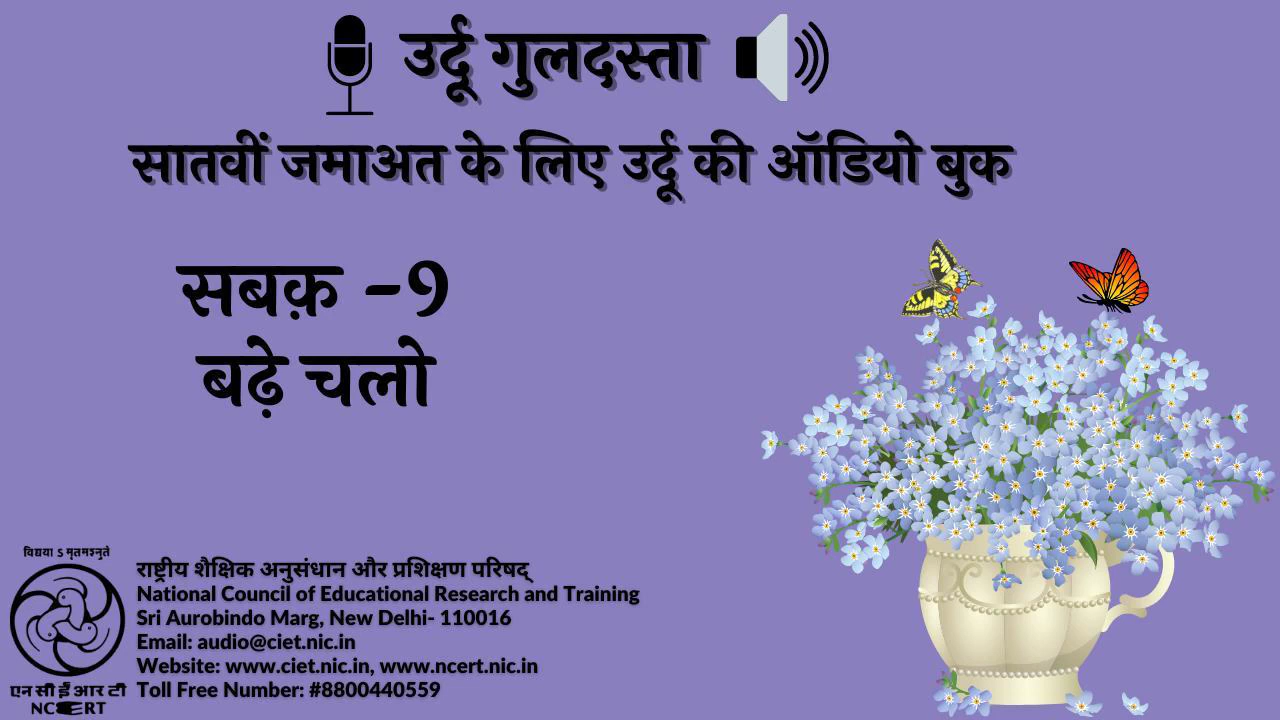 उर्दू गुलदस्ता
सातवीं जमाअत के लिए उर्दू की ऑडियो बुक
सबक़ -9
बढ़े चलो
विद्यया ऽ मृतमश्नुते
एन सी ई आर टी
NCERT
राष्ट्रीय शैक्षिक अनुसंधान और प्रशिक्षण परिषद्
National Council of Educational Research and Training
Sri Aurobindo Marg, New Delhi- 110016
Email: audio@ciet.nic.in
Website: www.ciet.nic.in, www.ncert.nic.in
Toll Free Number: #8800440559